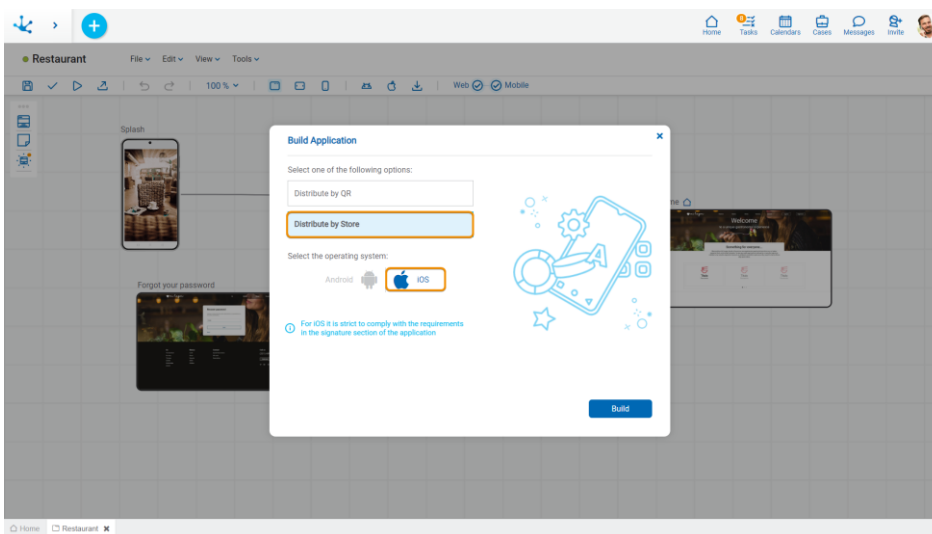 Home
Tasks
Calendars
Cases
Messages
Invite
Restaurant
File
Edit
View
Tools
100 %
Web
Mobile
Splash
Build Application
Select one of the following options:
Distribute by QR
Distribute by Store
Select the operating system:
Android
iOS
For iOS it is strict to comply with the requirements
in the signature section of the application
Build
Forgot your password
me
Welcome
Home
Restaurant